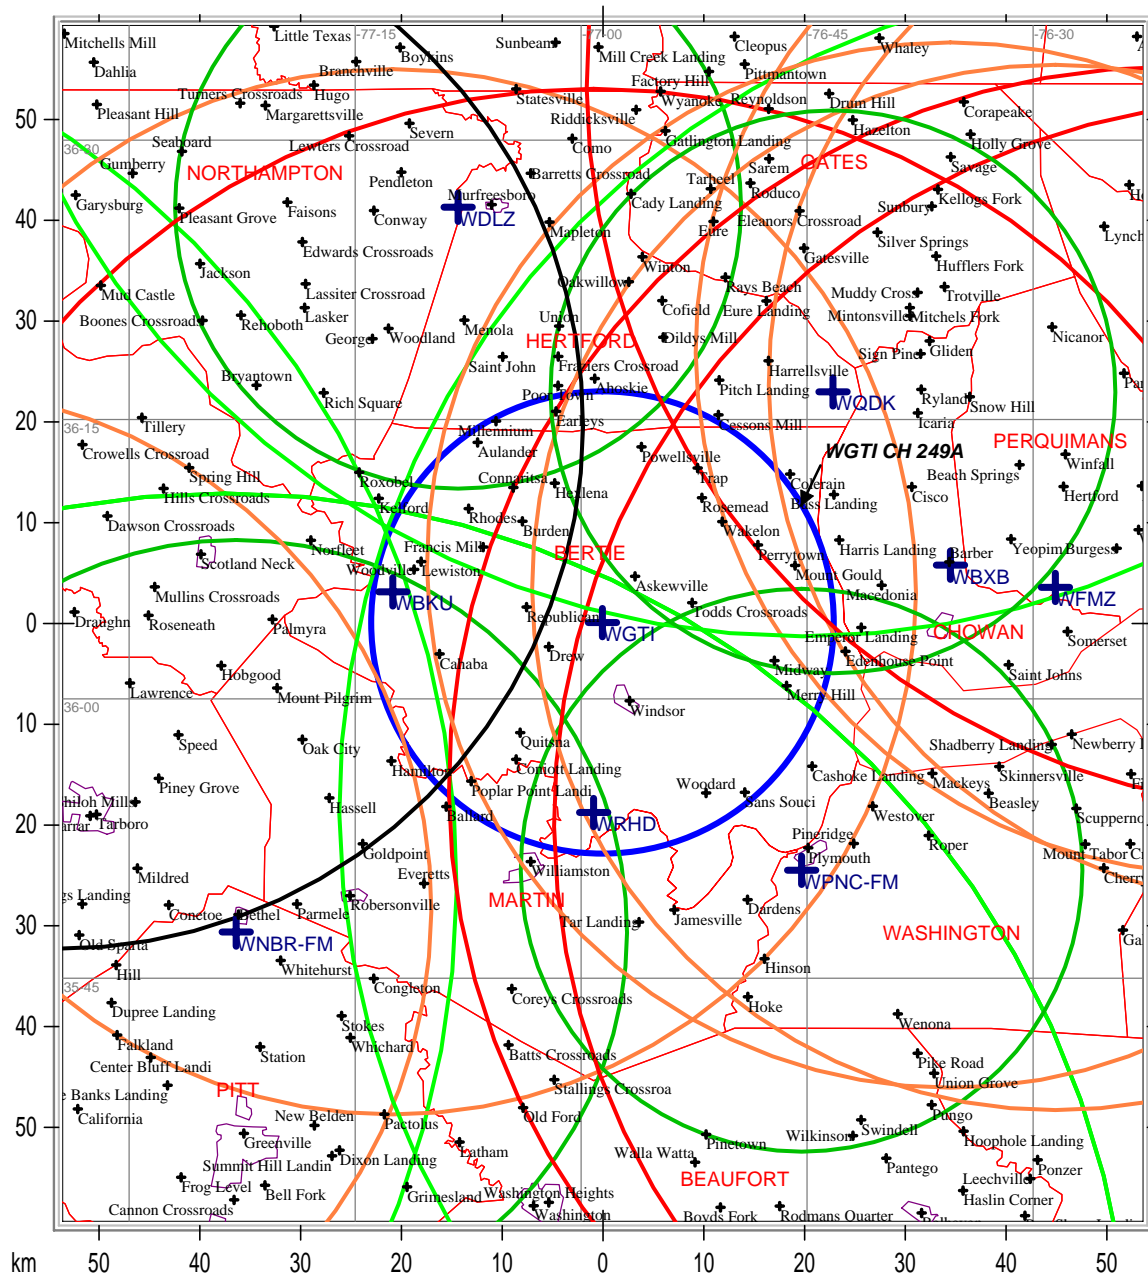 Mitchells Mill
Little Texas
-77-15
Boykins
Sunbeam
-77-00
Mill Creek Landing
Cleopus
-76-45
Whaley
-76-30
Dahlia
Branchville
Factory Hill
Pittmantown
Turners Crossroads
Hugo
Statesville
Wyanoke
Reynoldson
Drum Hill
Corapeake
Pleasant Hill
Margarettsville
Riddicksville
50
Seaboard
Lewters Crossroad
Severn
Como
Gatlington Landing
Hazelton
Holly Grove
36-30
Gumberry
NORTHAMPTON
Pendleton
Barretts Crossroad
Tarheel
Sarem
GATES
Savage
Garysburg
Pleasant Grove
Faisons
Conway
Murfreesboro
WDLZ
Cady Landing
Roduco
Sunbury
Kellogs Fork
40
Mapleton
Eure
Eleanors Crossroad
Silver Springs
Lynch
Edwards Crossroads
Jackson
Winton
Gatesville
Hufflers Fork
Mud Castle
Lassiter Crossroad
Oakwillow
Rays Beach
Muddy Cross
Trotville
30
Boones Crossroads
Rehoboth
Lasker
Menola
Union
Cofield
Eure Landing
Mintonsville
Mitchels Fork
George
Woodland
HERTFORD
Dildys Mill
Nicanor
Saint John
Fraziers Crossroad
Harrellsville
Sign Pine
Gliden
Bryantown
Rich Square
Poor Town
Ahoskie
Pitch Landing
WQDK
Ryland
Snow Hill
20
Tillery
Millennium
Earleys
Cessons Mill
Icaria
36-15
Crowells Crossroad
Aulander
Powellsville
WGTI CH 249A
PERQUIMANS
Spring Hill
Roxobel
Connaritsa
Hexlena
Trap
Colerain
Beach Springs
Winfall
Hills Crossroads
Kelford
Rosemead
Bliss Landing
Cisco
Hertford
10
Dawson Crossroads
Rhodes
Burden
Wakelon
Norfleet
Francis Mill
BERTIE
Perrytown
Harris Landing
Barber
Yeopim Burgess
Scotland Neck
Woodville
Lewiston
Askewville
Mount Gould
WBXB
Mullins Crossroads
WBKU
Macedonia
WFMZ
0
Draughn
Roseneath
Palmyra
Republican
WGTI
Todds Crossroads
Emperor Landing
CHOWAN
Somerset
Hobgood
Cahaba
Drew
Midway
Edenhouse Point
Saint Johns
Lawrence
Mount Pilgrim
Merry Hill
36-00
Windsor
10
Speed
Oak City
Quitsna
Shadberry Landing
Newberry
Hamilton
Conott Landing
Cashoke Landing
Mackeys
Skinnersville
Piney Grove
Poplar Point Landi
Woodard
Sans Souci
Beasley
Hassell
Ballard
20
Tarboro
WRHD
Westover
Scupperno
Goldpoint
Pineridge
Roper
Mount Tabor
Mildred
Everetts
Williamston
Plymouth
WPNC-FM
Cherry
gs Landing
Conetoe
Bethel
Parmele
Robersonville
MARTIN
Jamesville
Dardens
30
Old Sparta
WNBR-FM
Tar Landing
WASHINGTON
Hill
Whitehurst
Hinson
35-45
Congleton
Coreys Crossroads
Dupree Landing
Hoke
40
Falkland
Stokes
Wenona
Center Bluff Landi
Station
Whichard
Batts Crossroads
Pike Road
e Banks Landing
PITT
Stallings Crossroa
Union Grove
50
California
New Belden
Pactolus
Old Ford
Pungo
Greenville
Latham
Walla Watta
Pinetown
Wilkinson
Swindell
Hoophole Landing
Summit Hill Landin
Dixon Landing
Pantego
Ponzer
Frog Level
Bell Fork
Grimesland
Washington Heights
BEAUFORT
Leechville
Haslin Corner
Cannon Crossroads
Washington
Boyds Fork
Rodmans Quarter
km 50 40 30 20 10 0 10 20 30 40 50